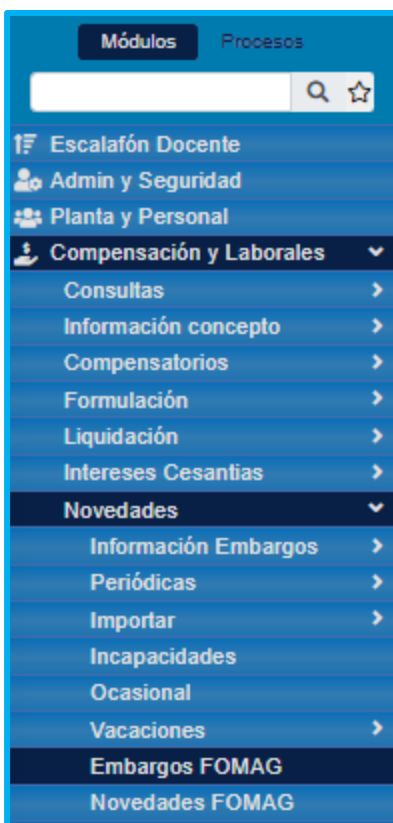 Módulos Procesos
Escalafón Docente
Admin y Seguridad
Planta y Personal
Compensación y Laborales
Consultas
Información concepto
Compensatorios
Formulación
Liquidación
Intereses Cesantias
Novedades
Información Embargos
Periódicas
Importar
Incapacidades
Ocasional
Vacaciones
Embargos FOMAG
Novedades FOMAG